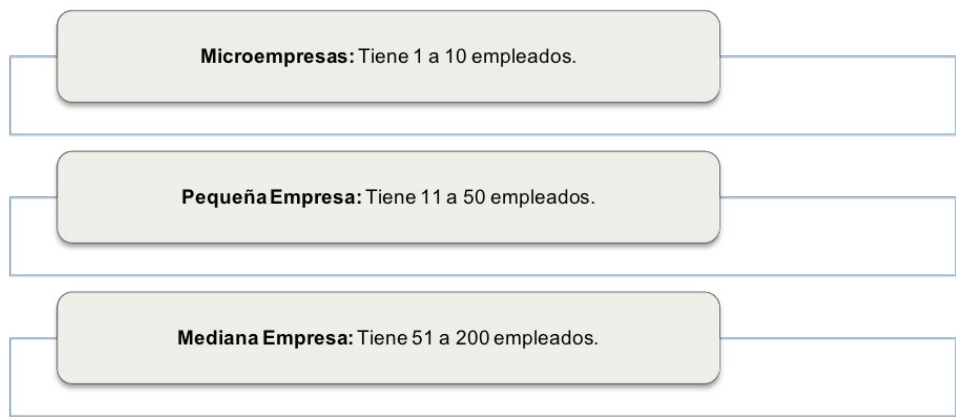 Microempresas: Tiene 1 a 10 empleados.
Pequeña Empresa: Tiene 11 a 50 empleados.
Mediana Empresa: Tiene 51 a 200 empleados.